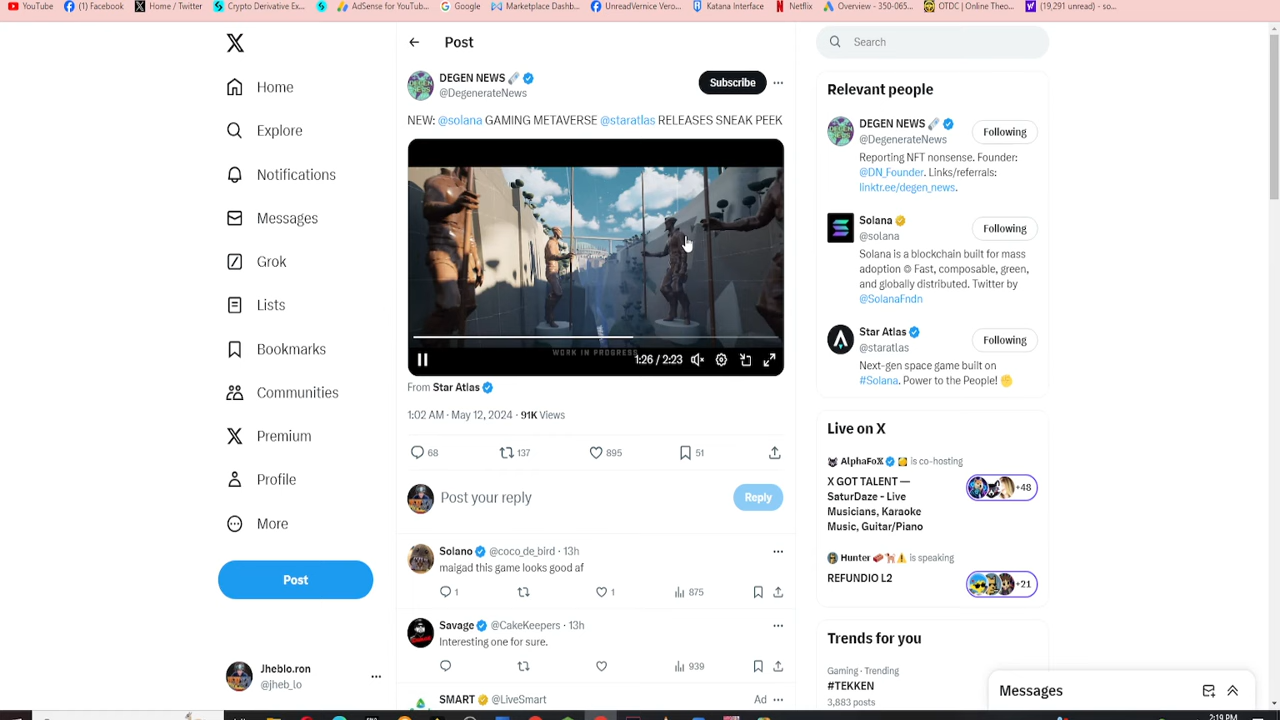 YouTube (1) Facebook Home / Twitter Crypto Derivative Ex... AdSense for YouTub... Google Marketplace Dashb... UnreadVernice Vero... Katana Interface Netflix Overview - 350-065... OTDC | Online Theo... (19,291 unread) - so...
Post
Search
Home
Explore
Notifications
Messages
Grok
Lists
Bookmarks
Communities
Premium
Profile
More
Post
Jheblo.ron
@jheb_lo
DEGEN NEWS
@DegenerateNews
Subscribe
NEW: @solana GAMING METAVERSE @staratlas RELEASES SNEAK PEEK
WORK IN PROGRESS
1:26 / 2:23
From Star Atlas
1:02 AM · May 12, 2024 · 91K Views
68 137 895 51
Post your reply
Reply
Solano @coco_de_bird · 13h
maigad this game looks good af
1 1 875
Savage @CakeKeepers · 13h
Interesting one for sure.
939
SMART @LiveSmart Ad
Relevant people
DEGEN NEWS
@DegenerateNews
Following
Reporting NFT nonsense. Founder:
@DN_Founder. Links/referrals:
linktr.ee/degen_news.
Solana
@solana
Following
Solana is a blockchain built for mass
adoption Fast, composable, green,
and globally distributed. Twitter by
@SolanaFndn
Star Atlas
@staratlas
Following
Next-gen space game built on
#Solana. Power to the People!
Live on X
AlphaFoX is co-hosting
X GOT TALENT —
SaturDaze - Live
Musicians, Karaoke
Music, Guitar/Piano
+48
Hunter is speaking
REFUNDIO L2
+21
Trends for you
Gaming · Trending
#TEKKEN
3,883 posts
Messages
2:19 PM